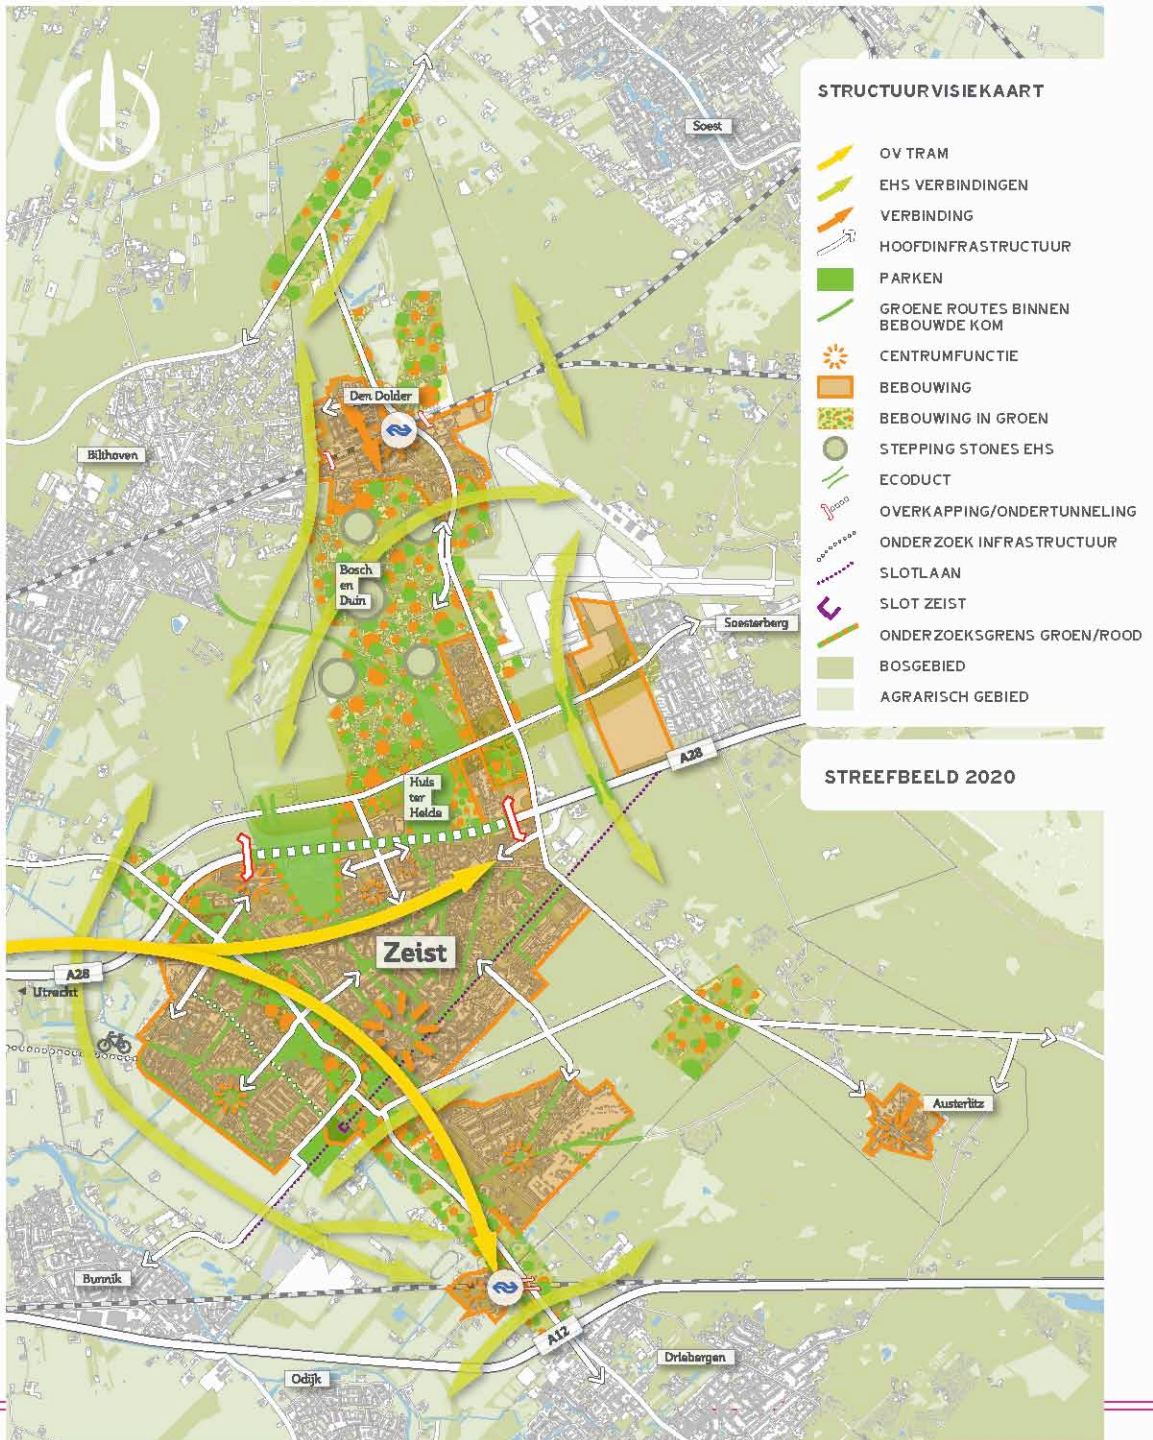 STRUCTUURVISIEKAART
OV TRAM
EHS VERBINDINGEN
VERBINDING
HOOFDINFRASTRUCTUUR
PARKEN
GROENE ROUTES BINNEN
BEBOUWDE KOM
CENTRUMFUNCTIE
BEBOUWING
BEBOUWING IN GROEN
STEPPING STONES EHS
ECODUCT
OVERKAPPING/ONDERTUNNELING
ONDERZOEK INFRASTRUCTUUR
SLOTLAAN
SLOT ZEIST
ONDERZOEKSGRENS GROEN/ROOD
BOSGEBIED
AGRARISCH GEBIED
STREEFBEELD 2020
N
Soest
Den Dolder
Bilthoven
Bosch
en
Duin
Soesterberg
A28
Huis
ter
Heide
Zeist
A28
Utrecht
Austerlitz
Bunnik
A12
Driebergen
Odijk